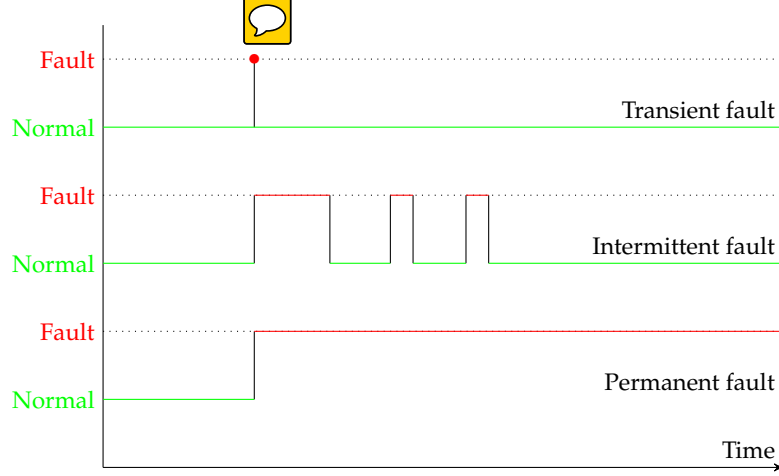 Fault
Transient fault
Normal
Fault
Intermittent fault
Normal
Fault
Permanent fault
Normal
Time